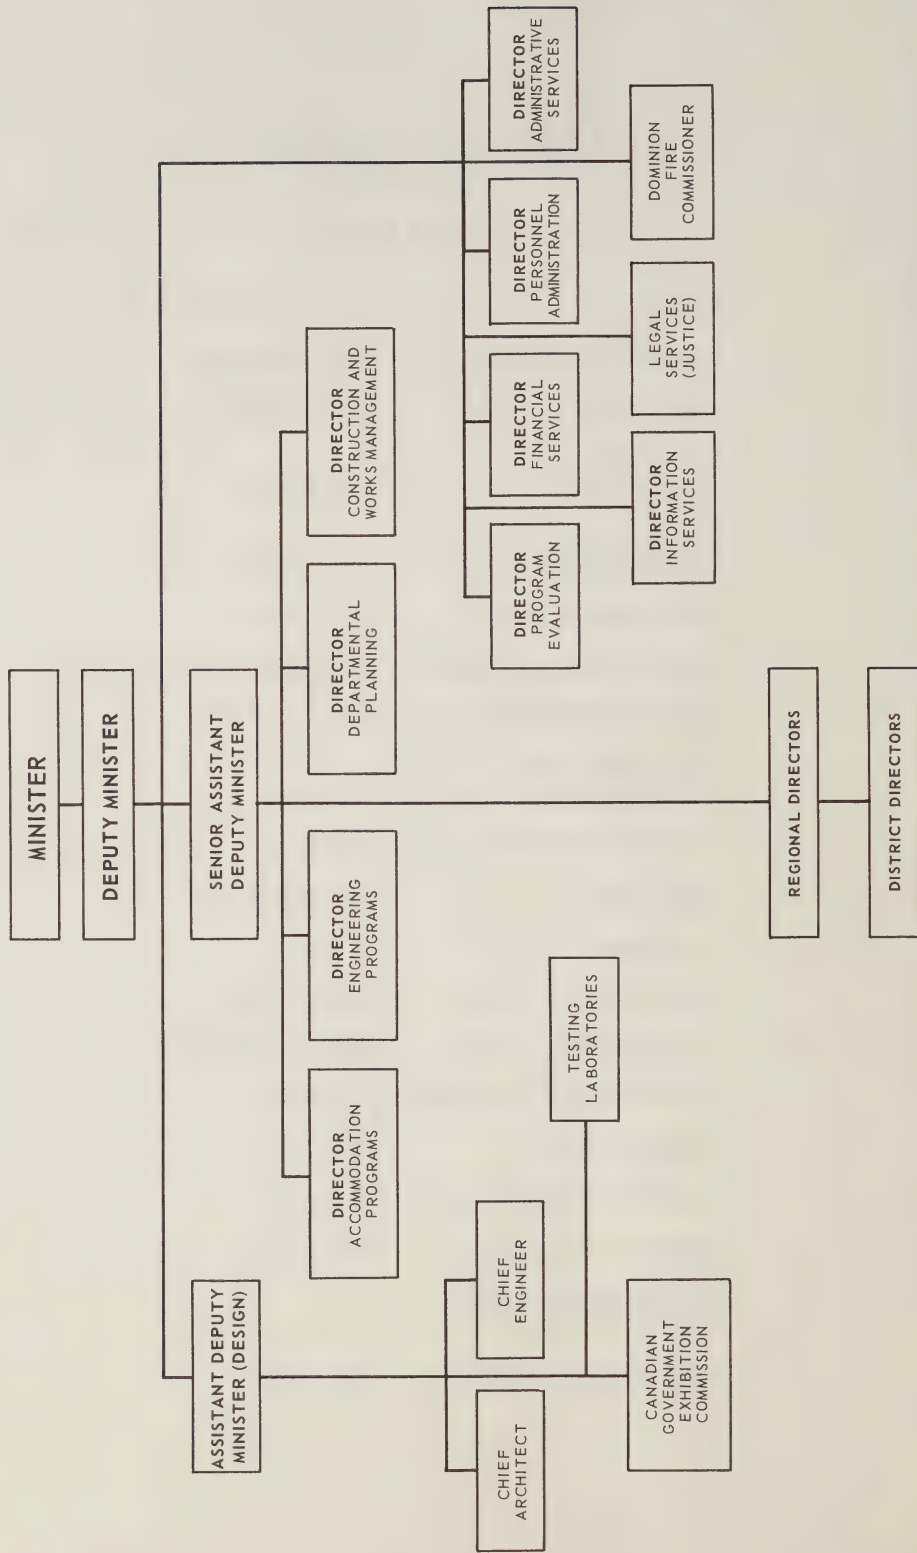 MINISTER
DEPUTY MINISTER
ASSISTANT DEPUTY
MINISTER (DESIGN)
SENIOR ASSISTANT
DEPUTY MINISTER
DIRECTOR
ACCOMMODATION
PROGRAMS
DIRECTOR
ENGINEERING
PROGRAMS
DIRECTOR
DEPARTMENTAL
PLANNING
DIRECTOR
CONSTRUCTION AND
WORKS MANAGEMENT
CHIEF
ARCHITECT
CHIEF
ENGINEER
DIRECTOR
PROGRAM
EVALUATION
DIRECTOR
FINANCIAL
SERVICES
DIRECTOR
PERSONNEL
ADMINISTRATION
DIRECTOR
ADMINISTRATIVE
SERVICES
TESTING
LABORATORIES
CANADIAN
GOVERNMENT
EXHIBITION
COMMISSION
DIRECTOR
INFORMATION
SERVICES
LEGAL
SERVICES
(JUSTICE)
DOMINION
FIRE
COMMISSIONER
REGIONAL DIRECTORS
DISTRICT DIRECTORS